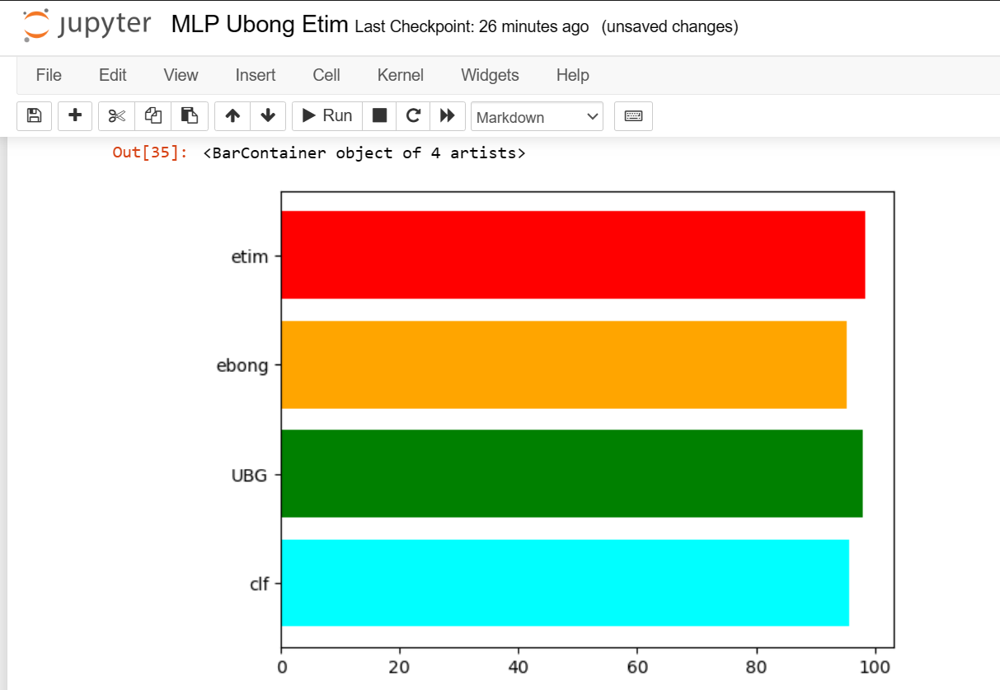 jupyter MLP Ubong Etim Last Checkpoint: 26 minutes ago (unsaved changes)
File Edit View Insert Cell Kernel Widgets Help
Run Markdown
Out[35]: <BarContainer object of 4 artists>
etim
ebong
UBG
clf
0 20 40 60 80 100